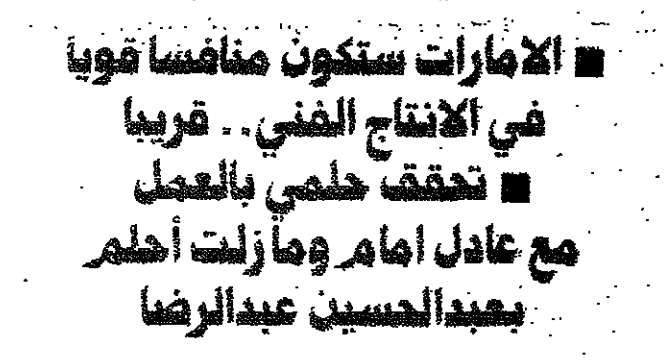 ■ الامارات ستكون منافسا قويا
في الانتاج الفني.. قريبا
■ تحقق حلمي بالعمل
مع عادل امام ومازلت أحلم
بعبدالحسين عبدالرضا